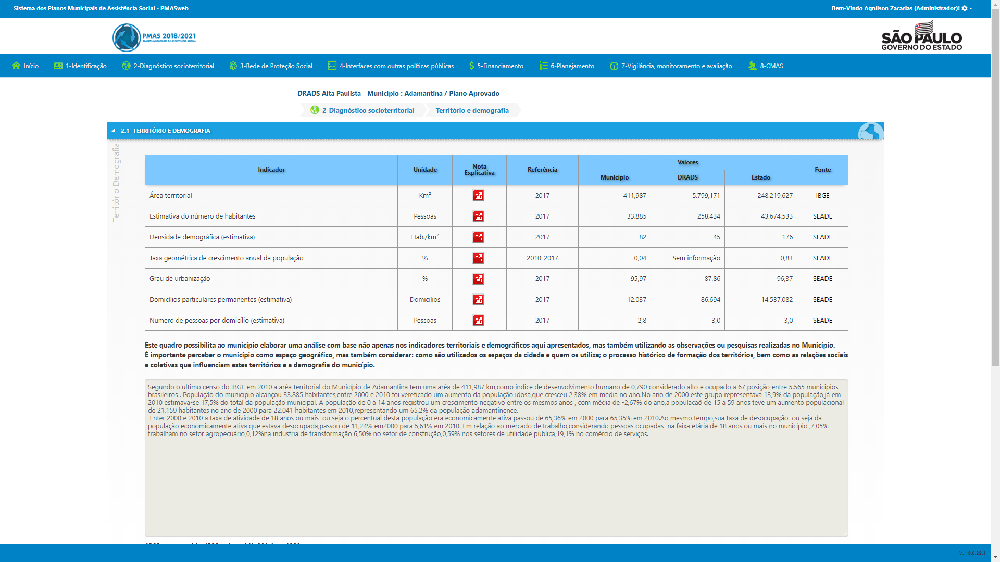 Sistema dos Planos Municipais de Assistência Social - PMASweb
Bem-Vindo Agnilson Zacarias (Administrador)!
PMAS 2018/2021
PLANOS MUNICIPAIS DE ASSISTÊNCIA SOCIAL
SÃO PAULO
GOVERNO DO ESTADO
Início
1-Identificação
2-Diagnóstico socioterritorial
3-Rede de Proteção Social
4-Interfaces com outras políticas públicas
5-Financiamento
6-Planejamento
7-Vigilância, monitoramento e avaliação
8-CMAS
DRADS Alta Paulista - Município : Adamantina / Plano Aprovado
2-Diagnóstico socioterritorial
Território e demografia
2.1 -TERRITÓRIO E DEMOGRAFIA
Território Demografia
Indicador Unidade Nota Explicativa Referência Valores Fonte
Município DRADS Estado
Área territorial Km² 2017 411,987 5.799,171 248.219,627 IBGE
Estimativa do número de habitantes Pessoas 2017 33.885 258.434 43.674.533 SEADE
Densidade demográfica (estimativa) Hab./km² 2017 82 45 176 SEADE
Taxa geométrica de crescimento anual da população % 2010-2017 0,04 Sem informação 0,83 SEADE
Grau de urbanização % 2017 95,97 87,86 96,37 SEADE
Domicílios particulares permanentes (estimativa) Domicílios 2017 12.037 86.694 14.537.082 SEADE
Numero de pessoas por domicílio (estimativa) Pessoas 2017 2,8 3,0 3,0 SEADE
Este quadro possibilita ao município elaborar uma análise com base não apenas nos indicadores territoriais e demográficos aqui apresentados, mas também utilizando as observações ou pesquisas realizadas no Município.
É importante perceber o município como espaço geográfico, mas também considerar: como são utilizados os espaços da cidade e quem os utiliza; o processo histórico de formação dos territórios, bem como as relações sociais
e coletivas que influenciam estes territórios e a demografia do município.
Segundo o ultimo censo do IBGE em 2010 a aréa territorial do Município de Adamantina tem uma aréa de 411,987 km,como indice de desenvolvimento humano de 0,790 considerado alto e ocupado a 67 posição entre 5.565 municipios
brasileiros . População do municipio alcançou 33.885 habitantes,entre 2000 e 2010 foi vereficado um aumento da população idosa,que cresceu 2,38% em média no ano.No ano de 2000 este grupo representava 13,9% da população,já em
2010 estimava-se 17,5% do total da população municipal. A população de 0 a 14 anos registrou um crescimento negativo entre os mesmos anos , com média de -2,67% do ano,a populaçaõ de 15 a 59 anos teve um aumento populacional
de 21.159 habitantes no ano de 2000 para 22.041 habitantes em 2010,representando um 65,2% da população adamantinence.
Enter 2000 e 2010 a taxa de atividade de 18 anos ou mais  ou seja o percentual desta população era economicamente ativa passou de 65,36% em 2000 para 65,35% em 2010.Ao mesmo tempo,sua taxa de desocupação  ou seja da
população economicamente ativa que estava desocupada,passou de 11,24% em2000 para 5,61% em 2010. Em relação ao mercado de trabalho,considerando pessoas ocupadas  na faixa etária de 18 anos ou mais no municipio ,7,05%
trabalham no setor agropecuário,0,12%na industria de transformação 6,50% no setor de construção,0,59% nos setores de utilidade pública,19,1% no comércio de serviços.
V. 19.8.29.1